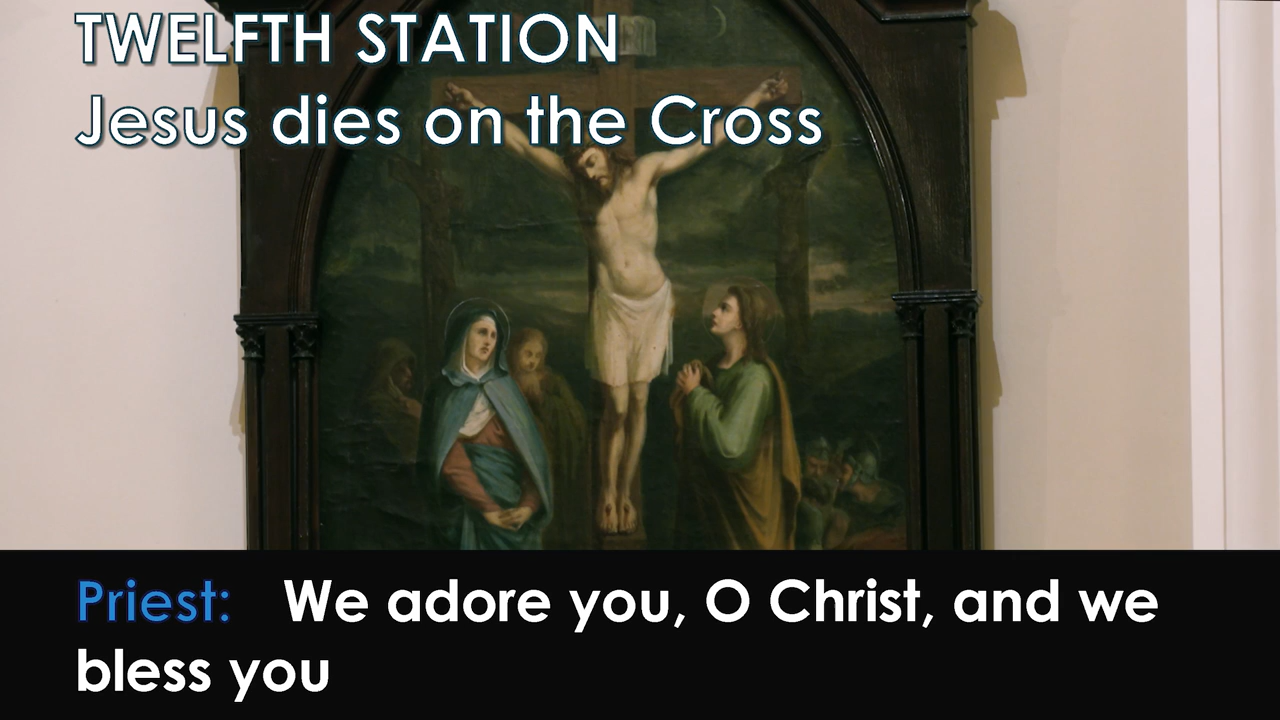 TWELFTH STATION
Jesus dies on the Cross
Priest: We adore you, O Christ, and we
bless you